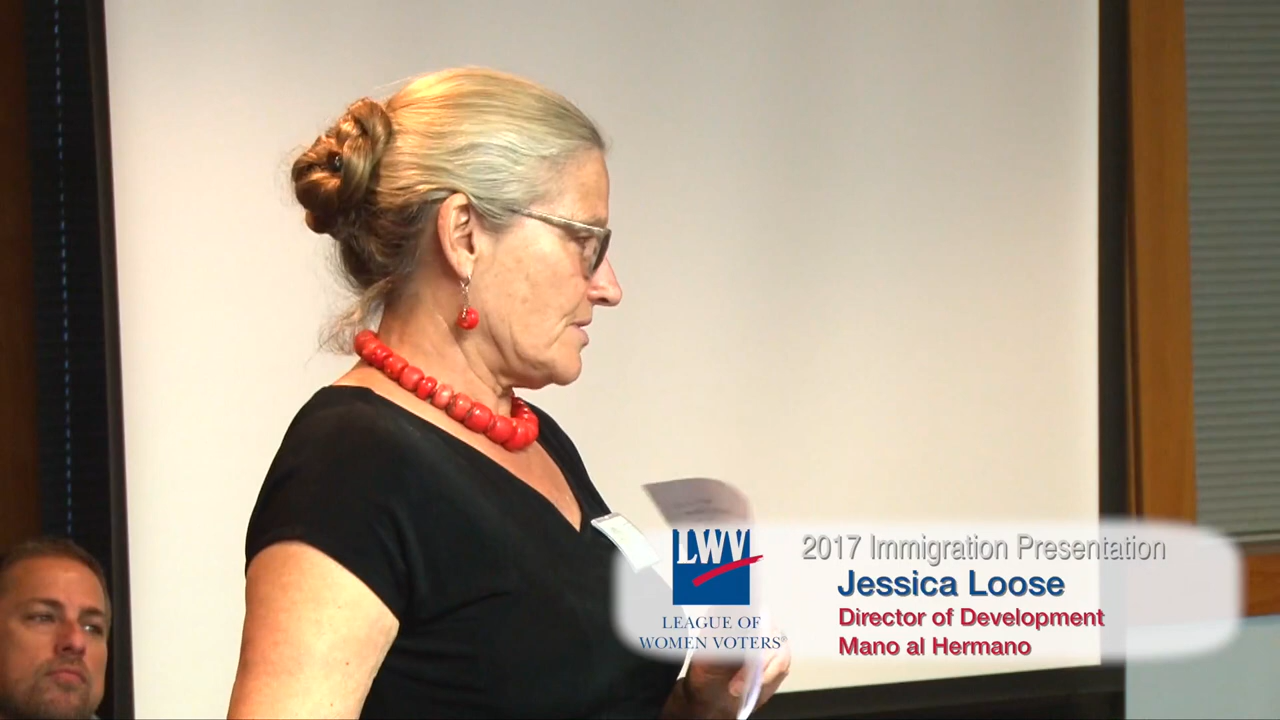 LWV
LEAGUE OF
WOMEN VOTERS®
2017 Immigration Presentation
Jessica Loose
Director of Development
Mano al Hermano